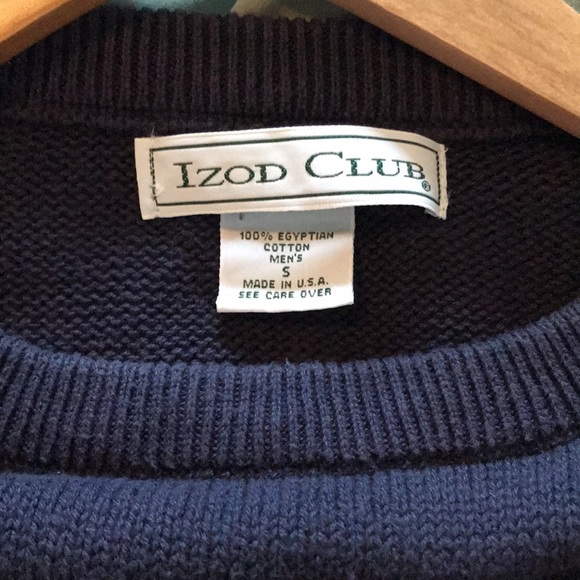 IZOD CLUB®
100% EGYPTIAN
COTTON
MEN'S
S
MADE IN U.S.A.
SEE CARE OVER